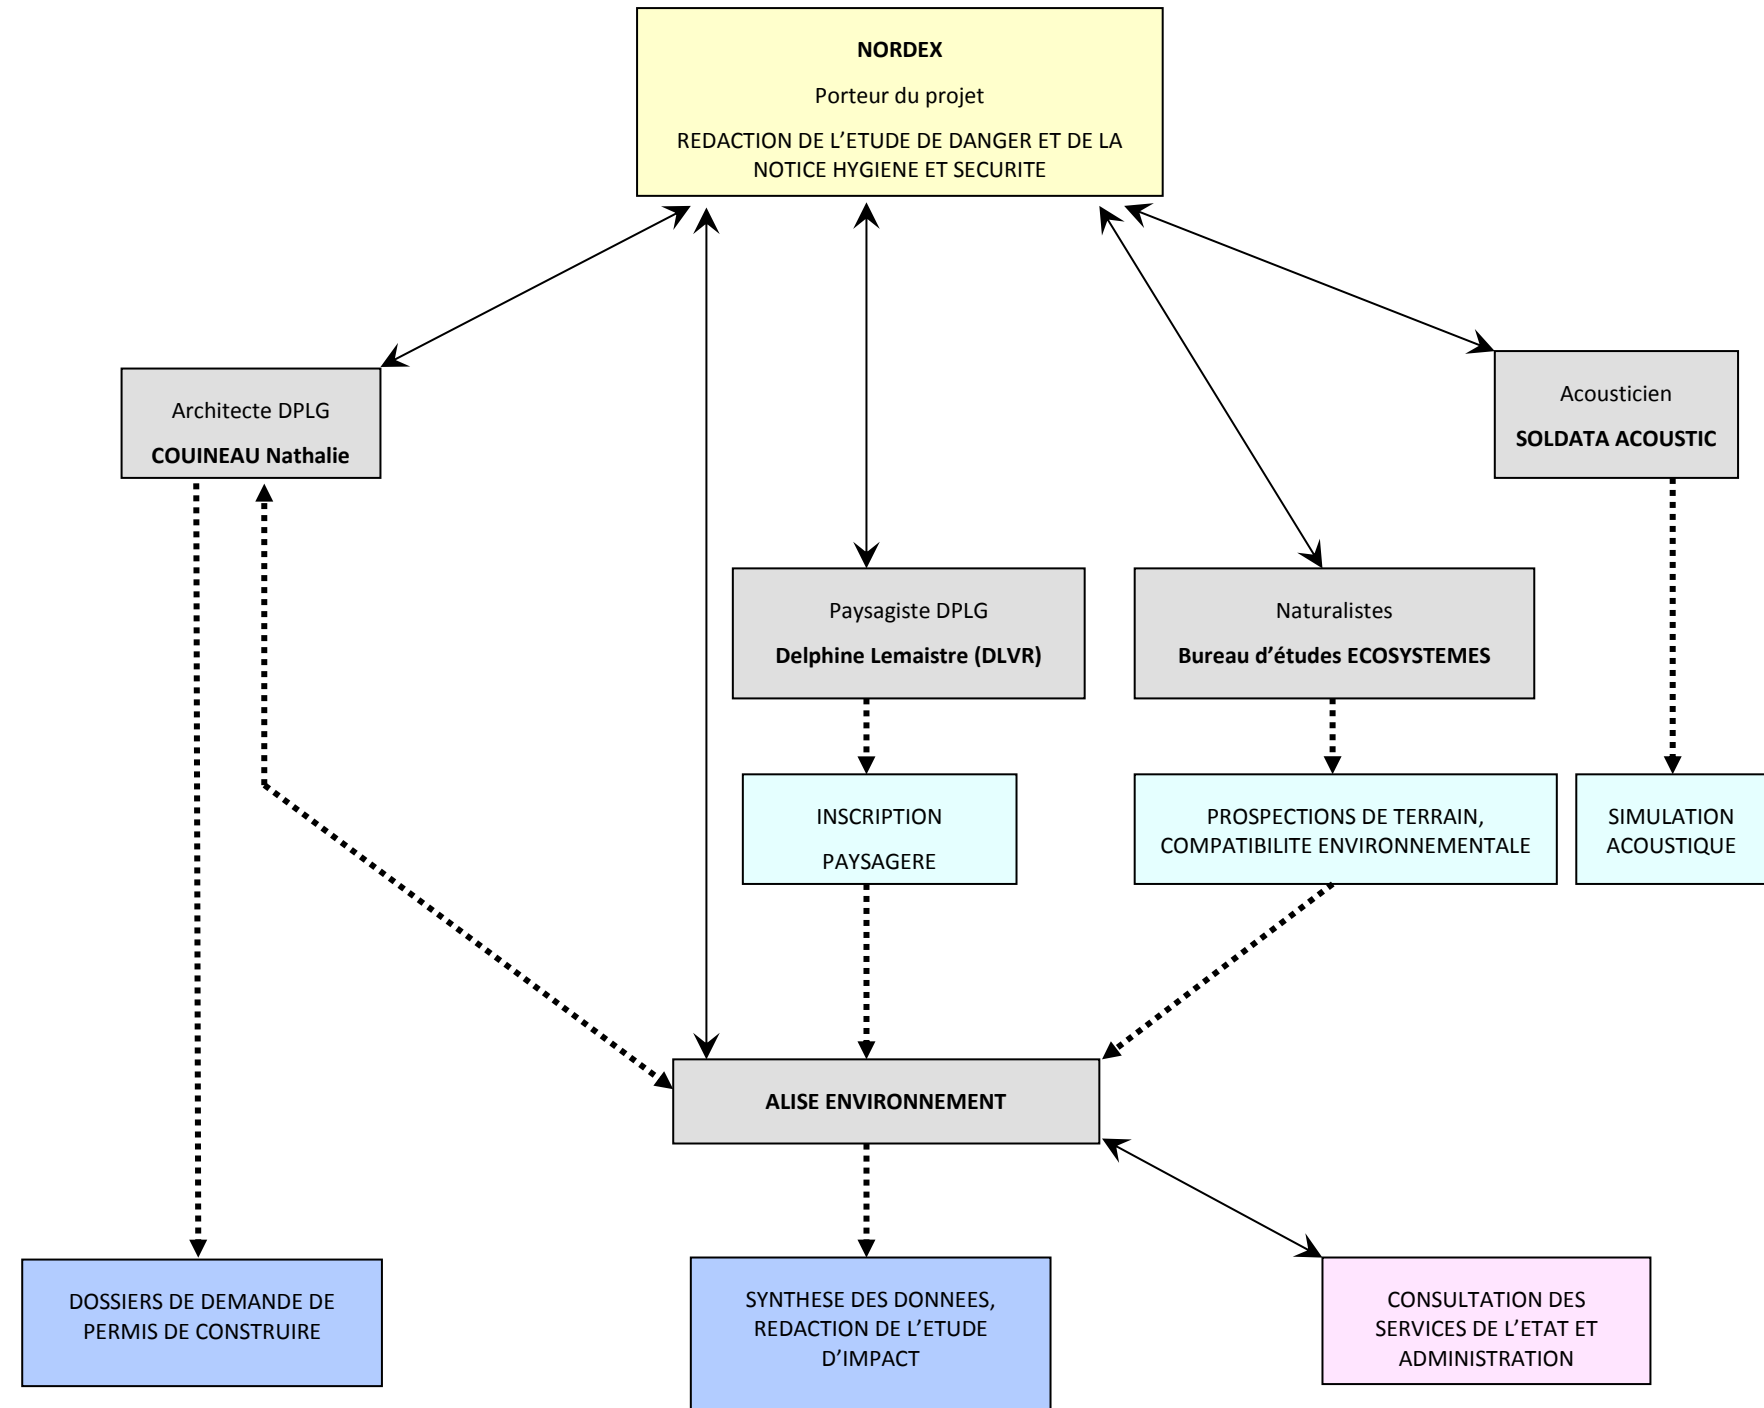 NORDEX
Porteur du projet
REDACTION DE L’ETUDE DE DANGER ET DE LA
NOTICE HYGIENE ET SECURITE
Architecte DPLG
COUINEAU Nathalie
Acousticien
SOLDATA ACOUSTIC
Paysagiste DPLG
Delphine Lemaistre (DLVR)
Naturalistes
Bureau d’études ECOSYSTEMES
INSCRIPTION
PAYSAGERE
PROSPECTIONS DE TERRAIN,
COMPATIBILITE ENVIRONNEMENTALE
SIMULATION
ACOUSTIQUE
ALISE ENVIRONNEMENT
DOSSIERS DE DEMANDE DE
PERMIS DE CONSTRUIRE
SYNTHESE DES DONNEES,
REDACTION DE L’ETUDE
D’IMPACT
CONSULTATION DES
SERVICES DE L’ETAT ET
ADMINISTRATION